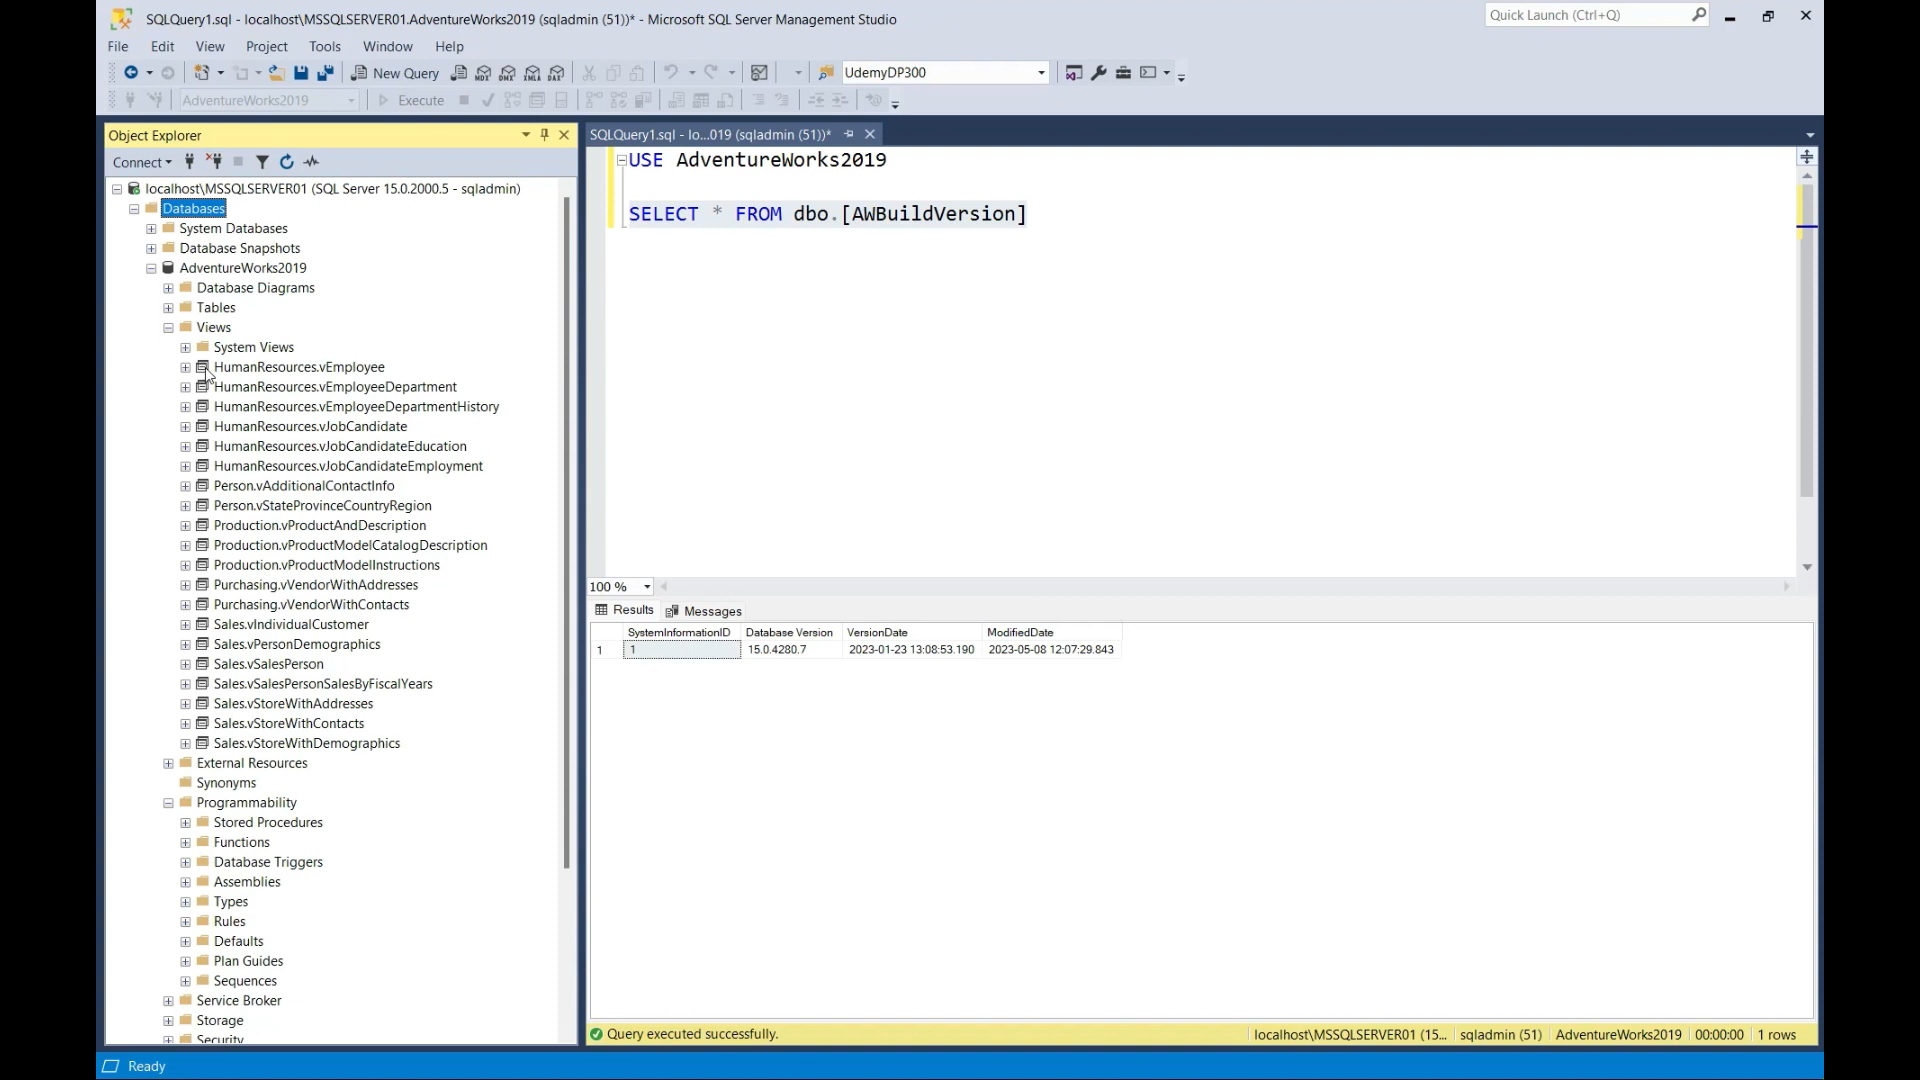 SQLQuery1.sql - localhost\MSSQLSERVER01.AdventureWorks2019 (sqladmin (51))* - Microsoft SQL Server Management Studio
Quick Launch (Ctrl+Q)
File Edit View Project Tools Window Help
New Query MDX DMX XMLA DAX UdemyDP300
AdventureWorks2019 Execute
Object Explorer
Connect
localhost\MSSQLSERVER01 (SQL Server 15.0.2000.5 - sqladmin)
Databases
System Databases
Database Snapshots
AdventureWorks2019
Database Diagrams
Tables
Views
System Views
HumanResources.vEmployee
HumanResources.vEmployeeDepartment
HumanResources.vEmployeeDepartmentHistory
HumanResources.vJobCandidate
HumanResources.vJobCandidateEducation
HumanResources.vJobCandidateEmployment
Person.vAdditionalContactInfo
Person.vStateProvinceCountryRegion
Production.vProductAndDescription
Production.vProductModelCatalogDescription
Production.vProductModelInstructions
Purchasing.vVendorWithAddresses
Purchasing.vVendorWithContacts
Sales.vIndividualCustomer
Sales.vPersonDemographics
Sales.vSalesPerson
Sales.vSalesPersonSalesByFiscalYears
Sales.vStoreWithAddresses
Sales.vStoreWithContacts
Sales.vStoreWithDemographics
External Resources
Synonyms
Programmability
Stored Procedures
Functions
Database Triggers
Assemblies
Types
Rules
Defaults
Plan Guides
Sequences
Service Broker
Storage
Security
SQLQuery1.sql - lo...019 (sqladmin (51))*
USE AdventureWorks2019
SELECT * FROM dbo.[AWBuildVersion]
100 %
Results Messages
SystemInformationID Database Version VersionDate ModifiedDate
1 1 15.0.4280.7 2023-01-23 13:08:53.190 2023-05-08 12:07:29.843
Query executed successfully.
localhost\MSSQLSERVER01 (15... sqladmin (51) AdventureWorks2019 00:00:00 1 rows
Ready